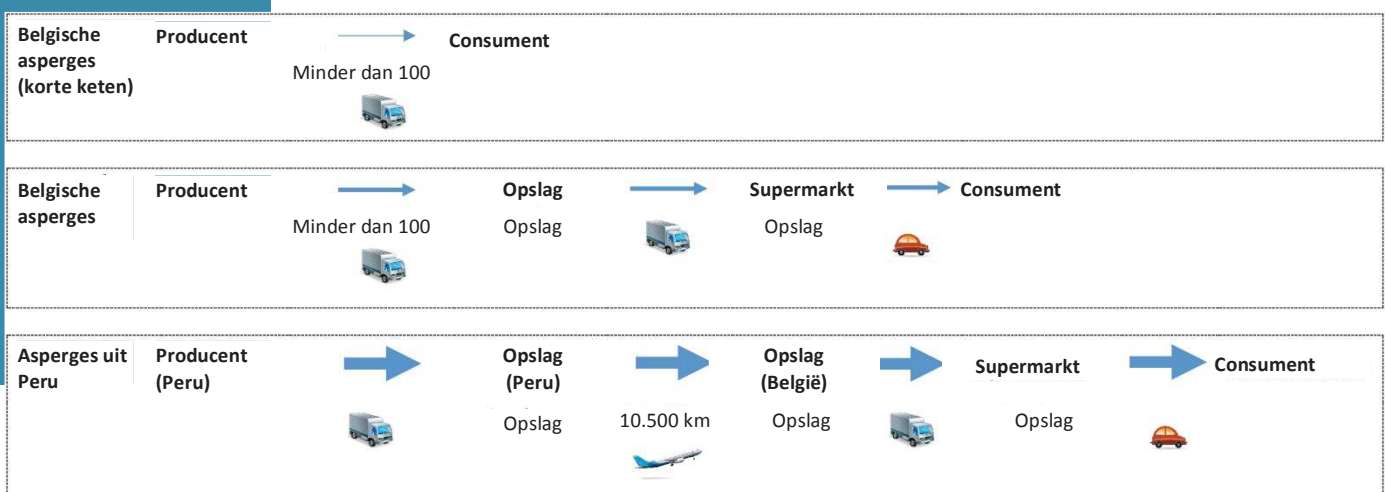 Belgische asperges (korte keten)
Producent
Consument
Minder dan 100
Belgische asperges
Producent
Opslag
Supermarkt
Consument
Minder dan 100
Opslag
Opslag
Asperges uit Peru
Producent (Peru)
Opslag (Peru)
Opslag (België)
Supermarkt
Consument
Opslag
10.500 km
Opslag
Opslag